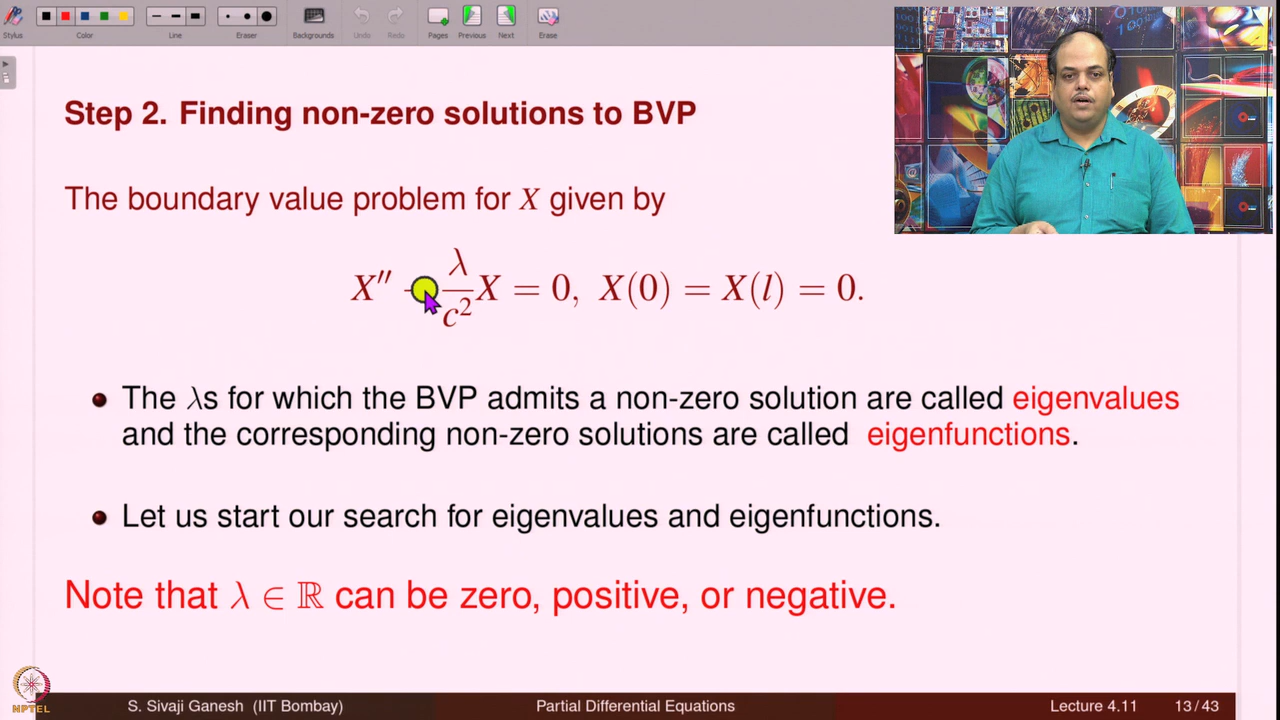 Stylus
Color
Line
Eraser
Backgrounds
Undo
Redo
Pages
Previous
Next
Erase
Step 2. Finding non-zero solutions to BVP
The boundary value problem for X given by
X″ - λ/c² X = 0, X(0) = X(l) = 0.
The λs for which the BVP admits a non-zero solution are called eigenvalues
and the corresponding non-zero solutions are called eigenfunctions.
Let us start our search for eigenvalues and eigenfunctions.
Note that λ ∈ ℝ can be zero, positive, or negative.
NPTEL
S. Sivaji Ganesh (IIT Bombay)
Partial Differential Equations
Lecture 4.11
13/43